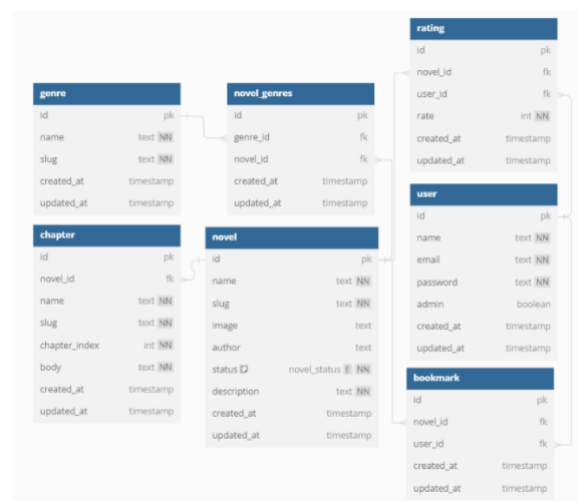 rating
id pk
novel_id fk
user_id fk
rate int NN
created_at timestamp
updated_at timestamp
genre
id pk
name text NN
slug text NN
created_at timestamp
updated_at timestamp
novel_genres
id pk
genre_id fk
novel_id fk
created_at timestamp
updated_at timestamp
user
id pk
name text NN
email text NN
password text NN
admin boolean
created_at timestamp
updated_at timestamp
chapter
id pk
novel_id fk
name text NN
slug text NN
chapter_index int NN
body text NN
created_at timestamp
updated_at timestamp
novel
id pk
name text NN
slug text NN
image text
author text
status novel_status E NN
description text NN
created_at timestamp
updated_at timestamp
bookmark
id pk
novel_id fk
user_id fk
created_at timestamp
updated_at timestamp